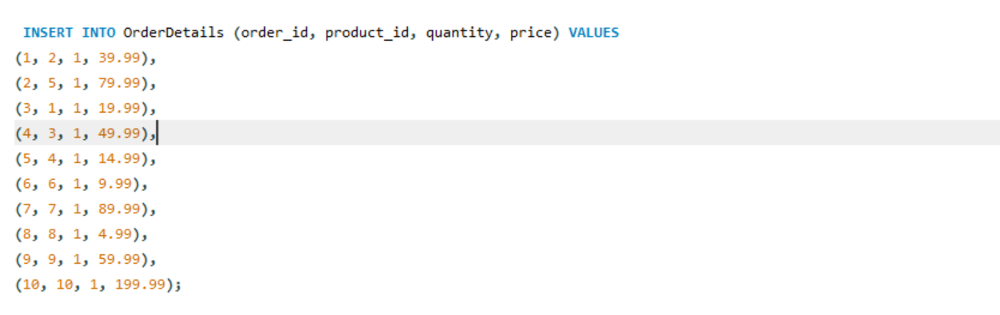 INSERT INTO OrderDetails (order_id, product_id, quantity, price) VALUES
(1, 2, 1, 39.99),
(2, 5, 1, 79.99),
(3, 1, 1, 19.99),
(4, 3, 1, 49.99),
(5, 4, 1, 14.99),
(6, 6, 1, 9.99),
(7, 7, 1, 89.99),
(8, 8, 1, 4.99),
(9, 9, 1, 59.99),
(10, 10, 1, 199.99);